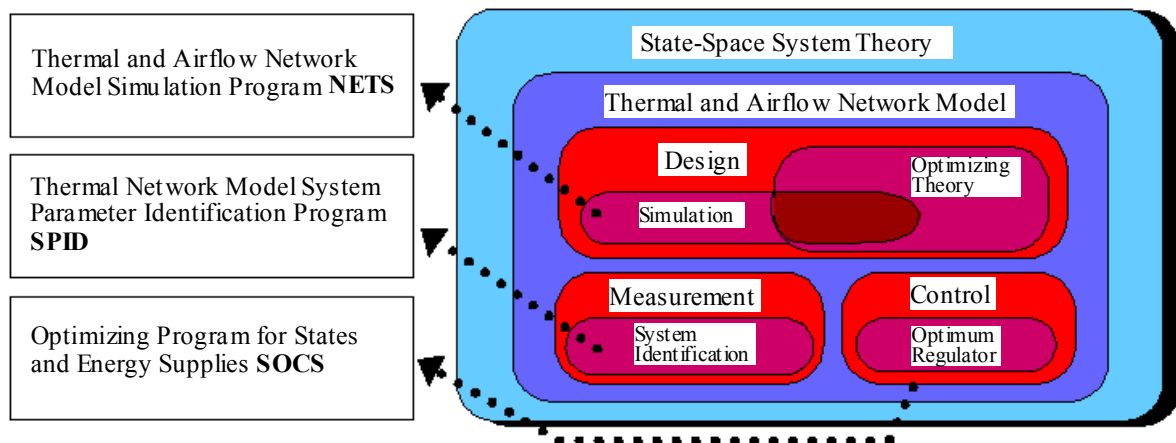 Thermal and Airflow Network
Model Simulation Program NETS
Thermal Network Model System
Parameter Identification Program
SPID
Optimizing Program for States
and Energy Supplies SOCS
State-Space System Theory
Thermal and Airflow Network Model
Design
Optimizing
Theory
Simulation
Measurement
System
Identification
Control
Optimum
Regulator